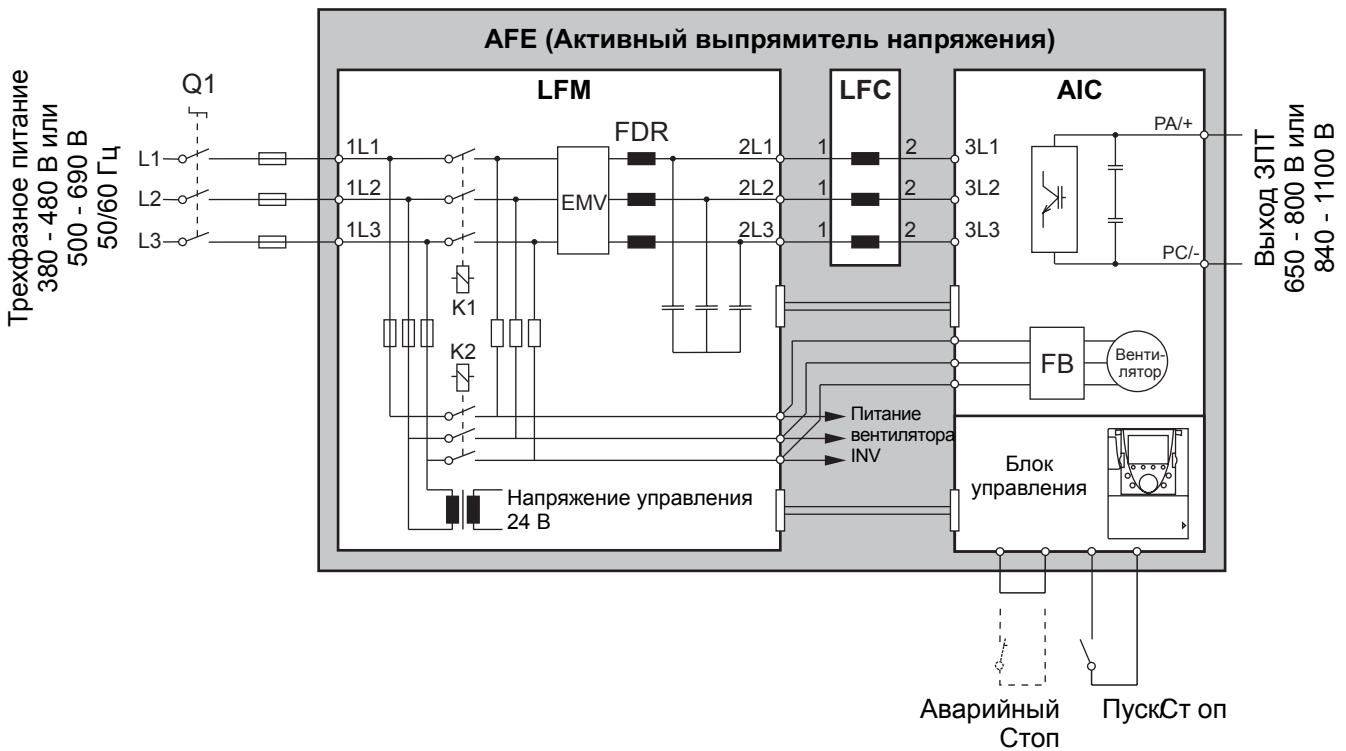 AFE (Активный выпрямитель напряжения)
Трехфазное питание
380 - 480 В или
500 - 690 В
50/60 Гц
Q1
L1
L2
L3
LFM
1L1
1L2
1L3
K1
K2
EMV
FDR
2L1
2L2
2L3
LFC
1 2
1 2
1 2
AIC
3L1
3L2
3L3
PA/+
PC/-
Выход ЗПТ
650 - 800 В или
840 - 1100 В
FB
Венти-
лятор
Питание
вентилятора
INV
Напряжение управления
24 В
Блок
управления
Аварийный
Стоп
Пуск/Ст оп